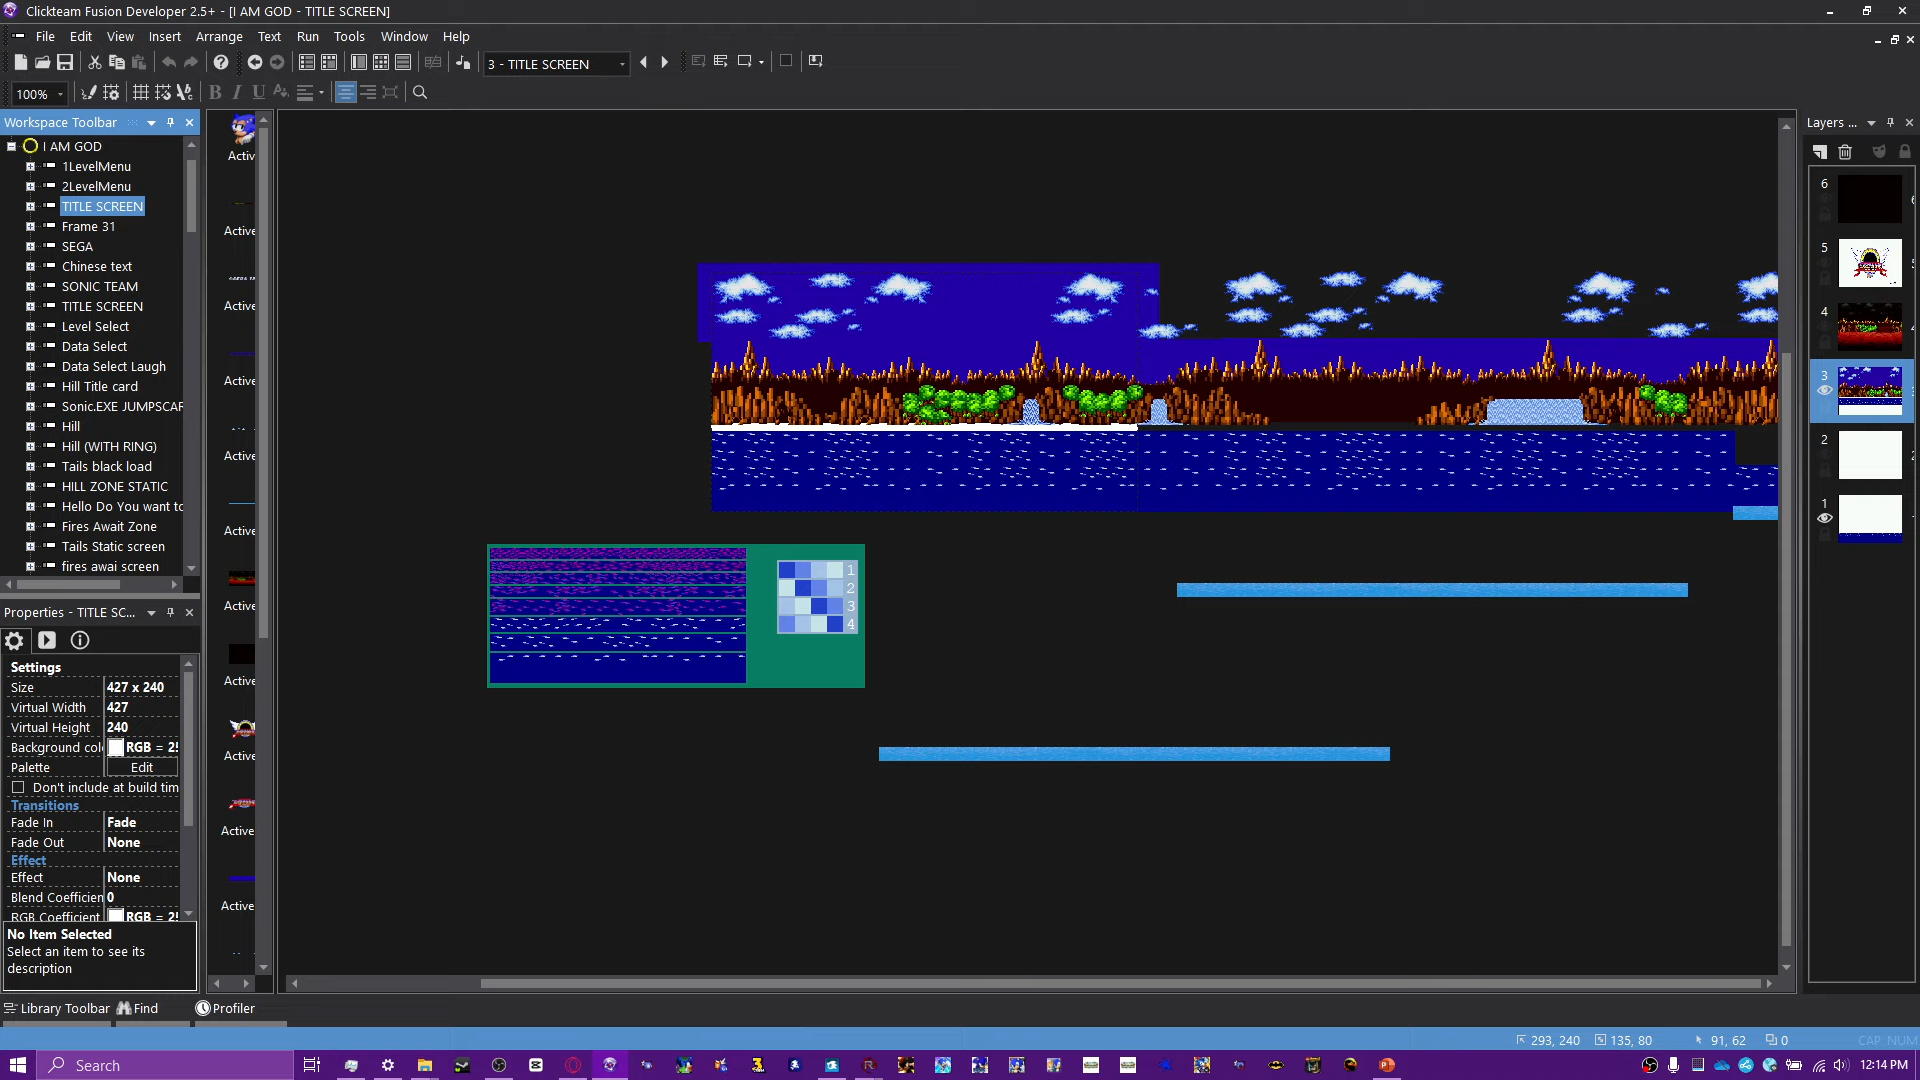 Clickteam Fusion Developer 2.5+ - [I AM GOD - TITLE SCREEN]
File Edit View Insert Arrange Text Run Tools Window Help
3 - TITLE SCREEN
100%
Workspace Toolbar
I AM GOD
1LevelMenu
2LevelMenu
TITLE SCREEN
Frame 31
SEGA
Chinese text
SONIC TEAM
TITLE SCREEN
Level Select
Data Select
Data Select Laugh
Hill Title card
Sonic.EXE JUMPSCAR
Hill
Hill (WITH RING)
Tails black load
HILL ZONE STATIC
Hello Do You want to
Fires Await Zone
Tails Static screen
fires awai screen
Properties - TITLE SC...
Settings
Size 427 x 240
Virtual Width 427
Virtual Height 240
Background colo RGB = 25
Palette Edit
Don't include at build tim
Transitions
Fade In Fade
Fade Out None
Effect
Effect None
Blend Coefficien 0
RGB Coefficient RGB = 25
No Item Selected
Select an item to see its
description
Library Toolbar Find Profiler
Activ
Active
Active
Active
Active
Active
Active
Active
Active
Active
Active
1
2
3
4
Layers ...
6
5
4
3
2
1
293, 240 135, 80 91, 62 0 CAP NUM
Search
12:14 PM